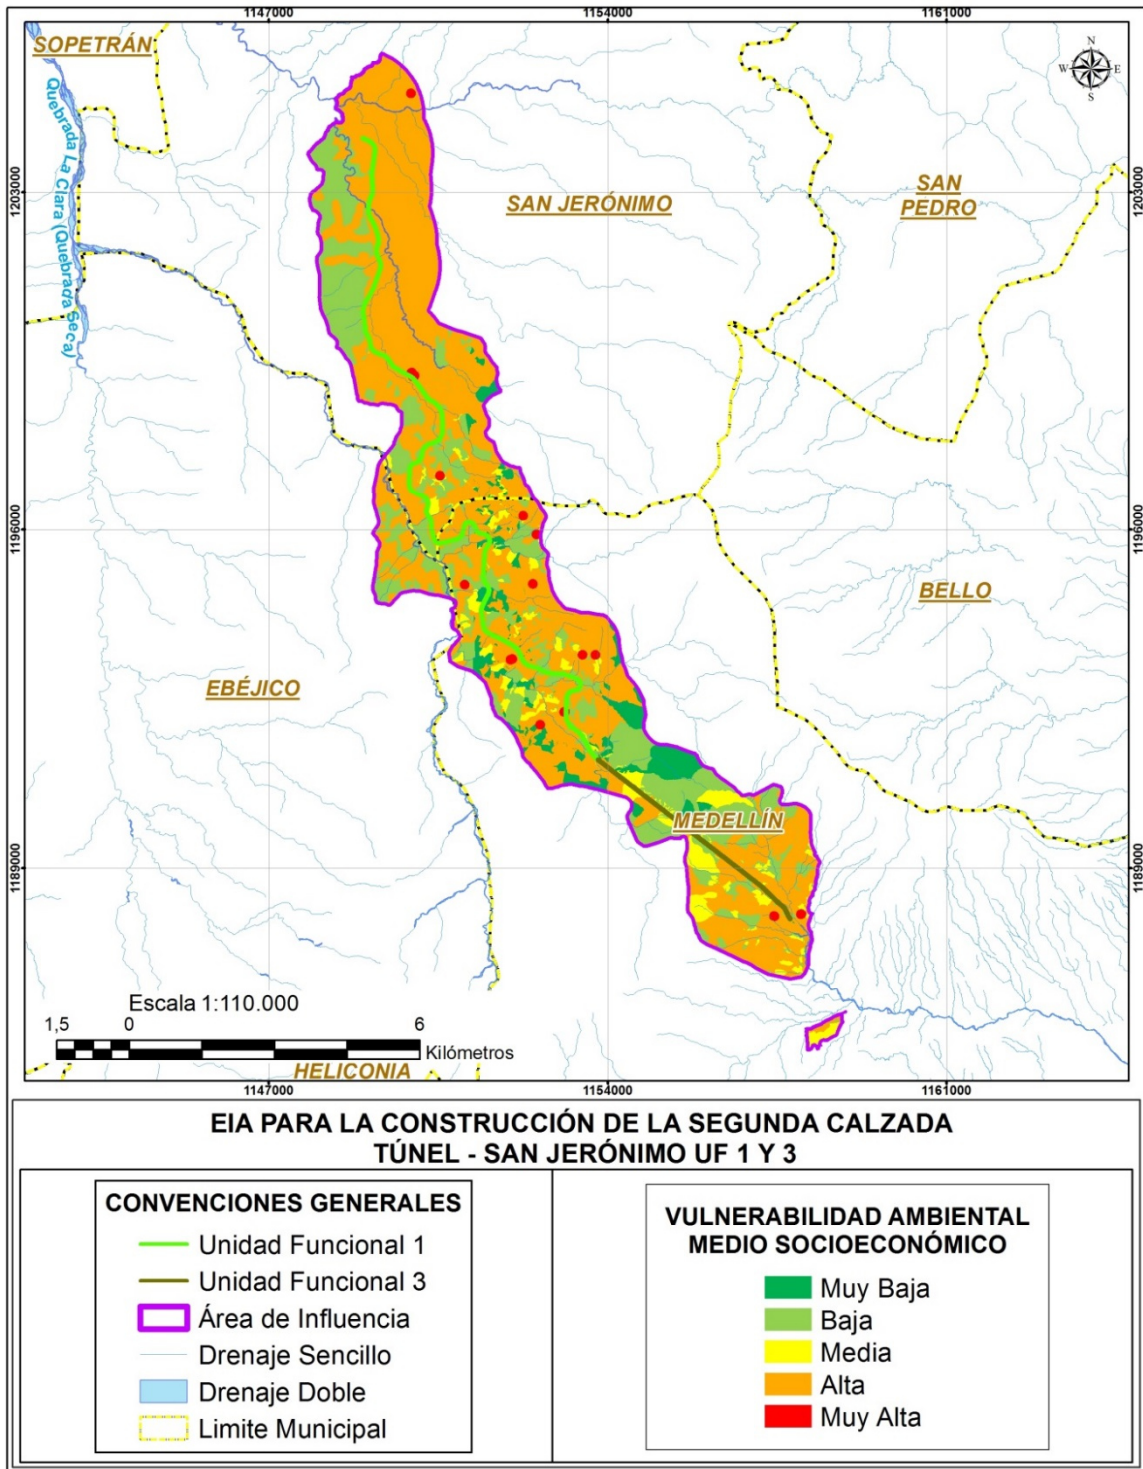 1147000
1154000
1161000
SOPETRÁN
N
W
E
S
Quebrada La Clara (Quebrada Seca)
1203000
1203000
SAN JERÓNIMO
SAN
PEDRO
1196000
1196000
BELLO
EBÉJICO
MEDELLÍN
1189000
1189000
Escala 1:110.000
1,5 0 6
Kilómetros
HELICONIA
1147000
1154000
1161000
EIA PARA LA CONSTRUCCIÓN DE LA SEGUNDA CALZADA
TÚNEL - SAN JERÓNIMO UF 1 Y 3
CONVENCIONES GENERALES
Unidad Funcional 1
Unidad Funcional 3
Área de Influencia
Drenaje Sencillo
Drenaje Doble
Limite Municipal
VULNERABILIDAD AMBIENTAL
MEDIO SOCIOECONÓMICO
Muy Baja
Baja
Media
Alta
Muy Alta